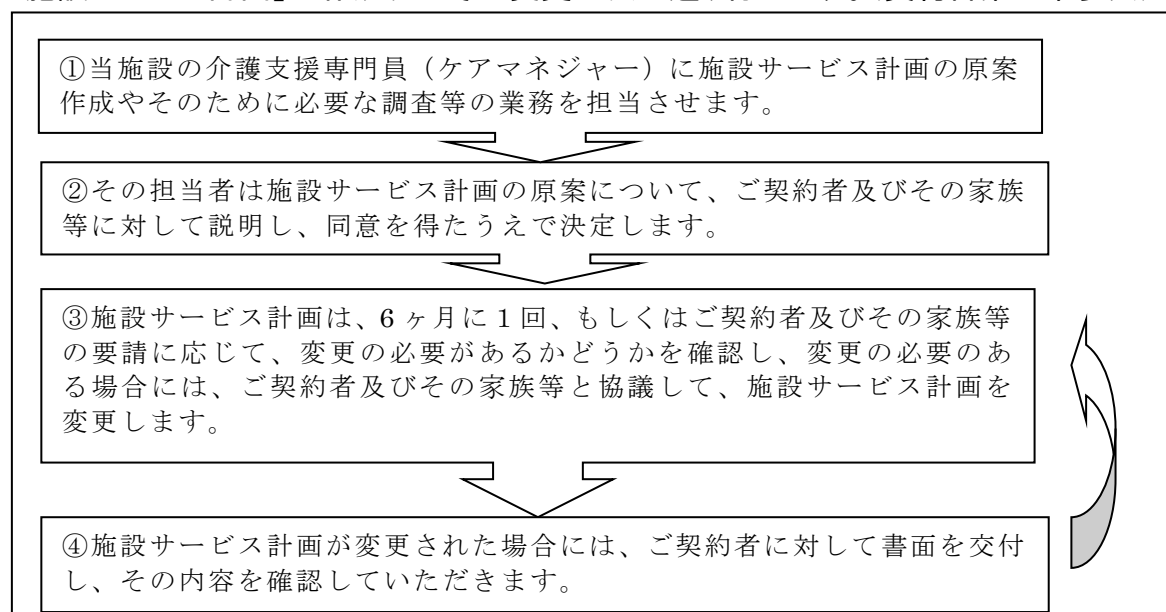 ①当施設の介護支援専門員（ケアマネジャー）に施設サービス計画の原案
作成やそのために必要な調査等の業務を担当させます。
②その担当者は施設サービス計画の原案について、ご契約者及びその家族
等に対して説明し、同意を得たうえで決定します。
③施設サービス計画は、6ヶ月に1回、もしくはご契約者及びその家族等
の要請に応じて、変更の必要があるかどうかを確認し、変更の必要のあ
る場合には、ご契約者及びその家族等と協議して、施設サービス計画を
変更します。
④施設サービス計画が変更された場合には、ご契約者に対して書面を交付
し、その内容を確認していただきます。